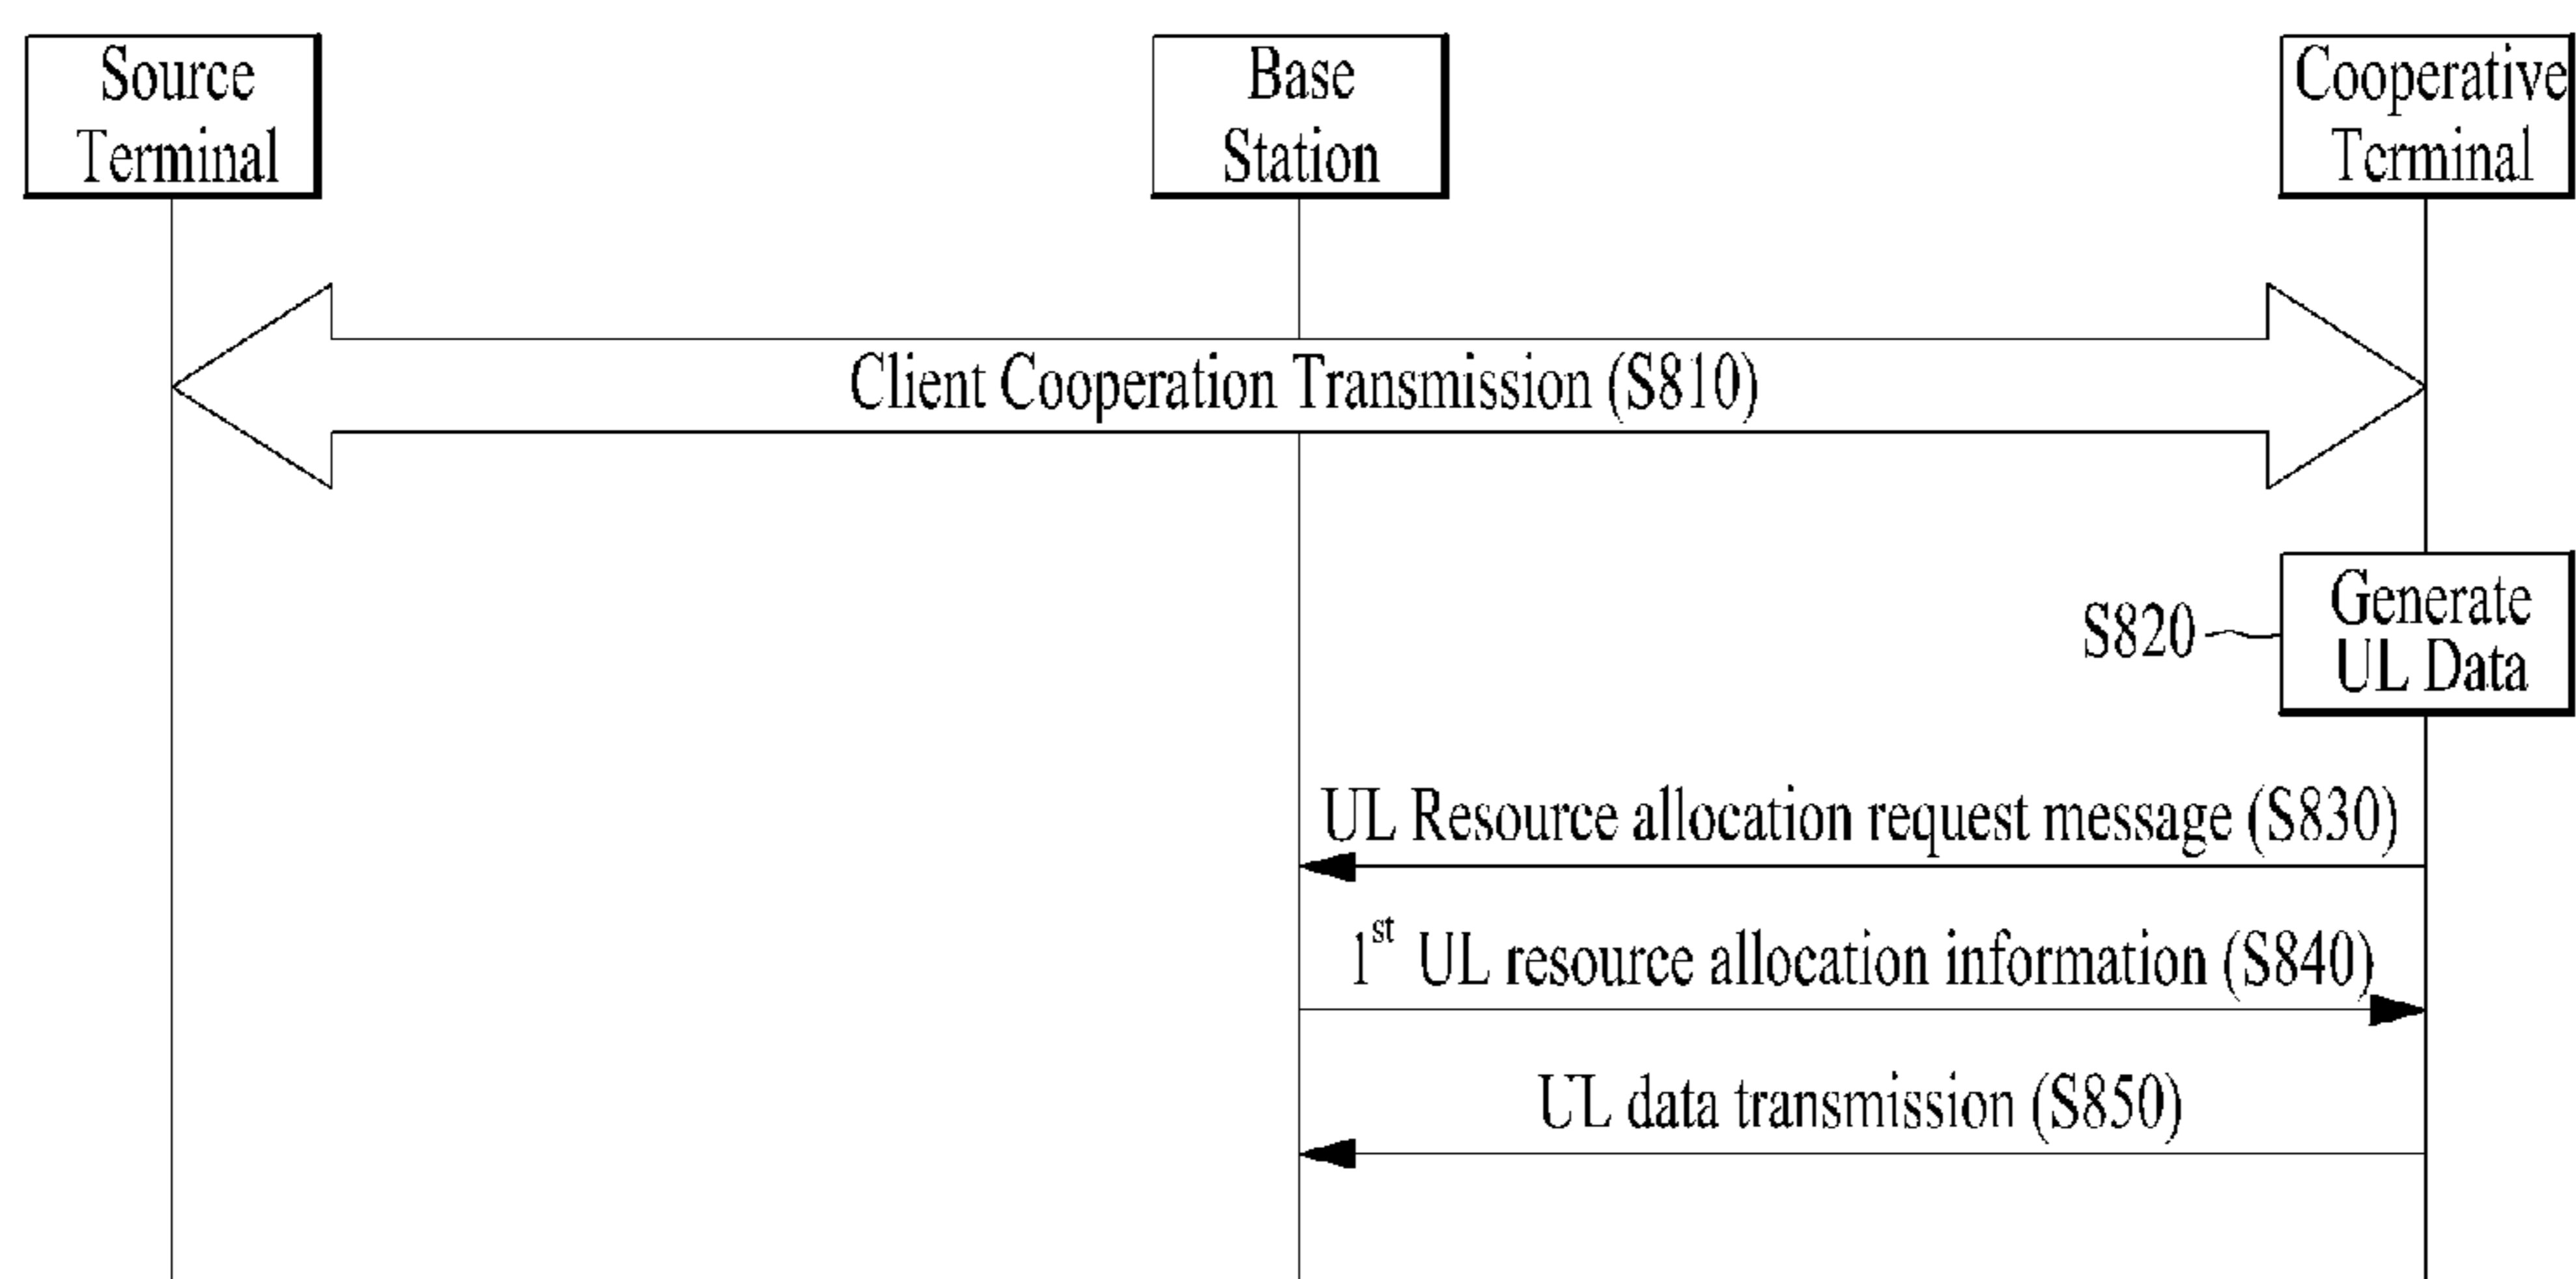 Source
Terminal
Base
Station
Cooperative
Terminal
Client Cooperation Transmission (S810)
S820
Generate
UL Data
UL Resource allocation request message (S830)
1st UL resource allocation information (S840)
UL data transmission (S850)